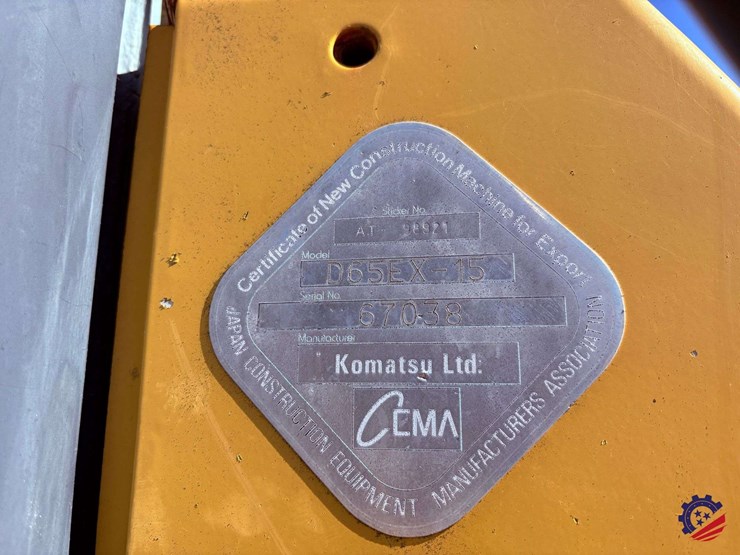 Certificate of New Construction Machine for Export
Sticker No.
AT-
Model
D65EX-15
Serial No.
67038
Manufacturer
Komatsu Ltd.
CEMA
JAPAN CONSTRUCTION EQUIPMENT MANUFACTURERS ASSOCIATION